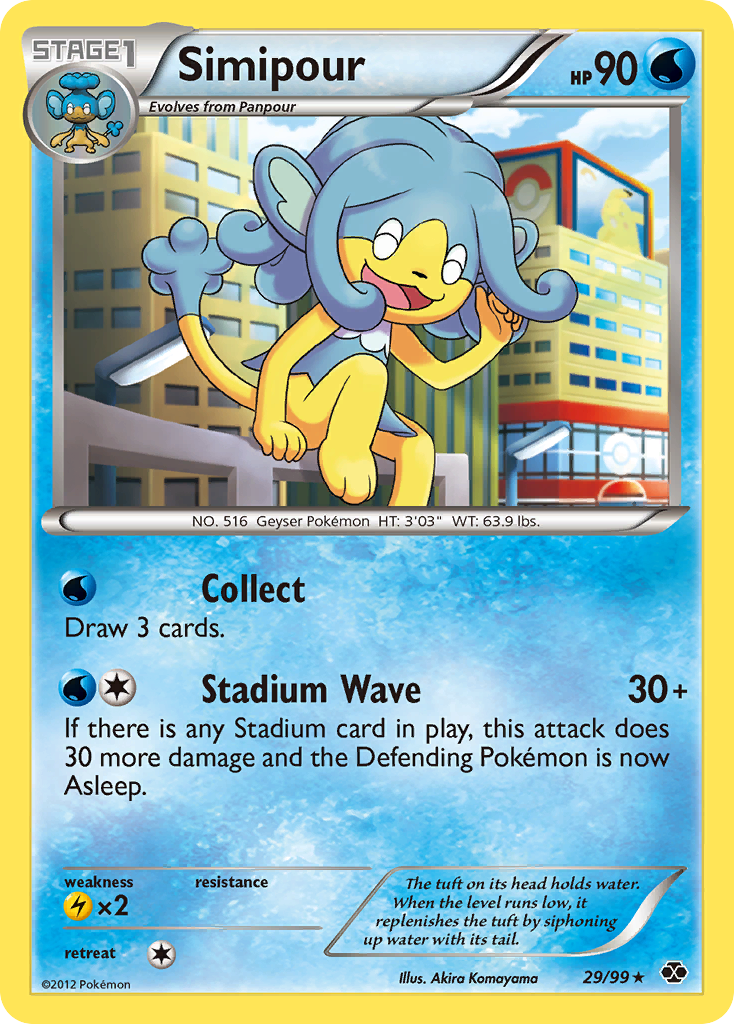 STAGE1
Simipour
HP 90
Evolves from Panpour
NO. 516 Geyser Pokémon HT: 3'03" WT: 63.9 lbs.
Collect
Draw 3 cards.
Stadium Wave 30+
If there is any Stadium card in play, this attack does
30 more damage and the Defending Pokémon is now
Asleep.
weakness resistance
×2
retreat
The tuft on its head holds water.
When the level runs low, it
replenishes the tuft by siphoning
up water with its tail.
©2012 Pokémon
Illus. Akira Komayama
29/99 ★